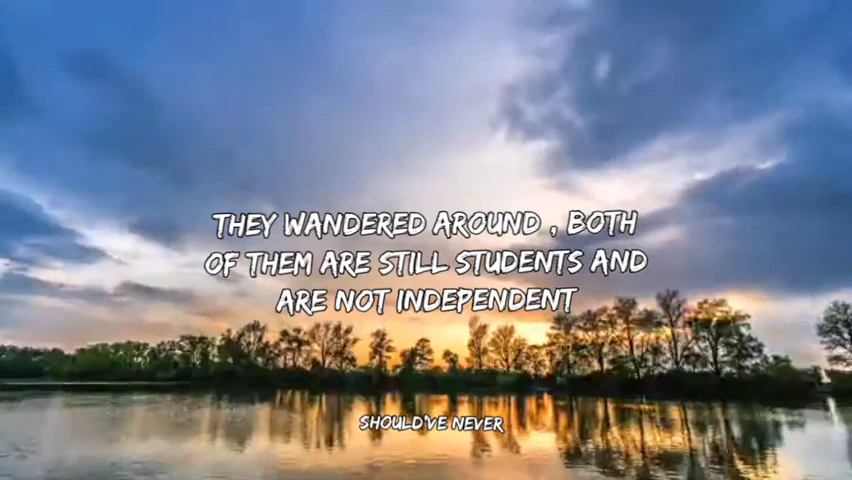 THEY WANDERED AROUND , BOTH
OF THEM ARE STILL STUDENTS AND
ARE NOT INDEPENDENT
SHOULD'VE NEVER